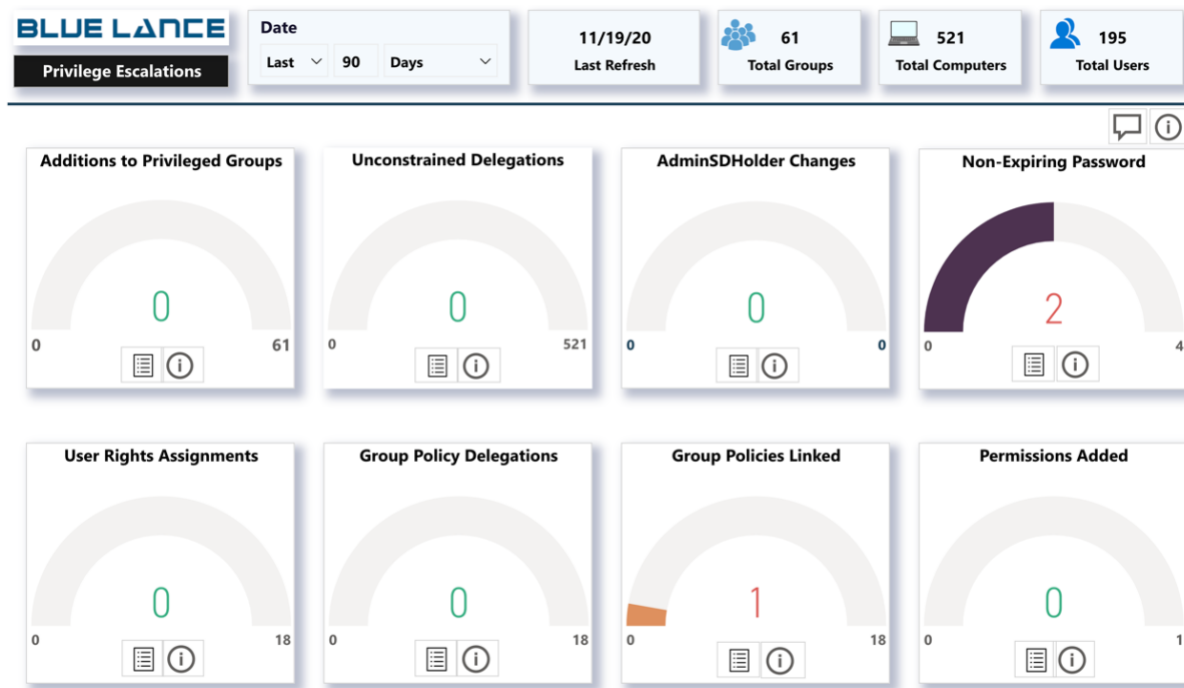 BLUE LANCE
Privilege Escalations
Date
Last 90 Days
11/19/20
Last Refresh
61
Total Groups
521
Total Computers
195
Total Users
Additions to Privileged Groups
0
0 61
Unconstrained Delegations
0
0 521
AdminSDHolder Changes
0
0 0
Non-Expiring Password
2
0 4
User Rights Assignments
0
0 18
Group Policy Delegations
0
0 18
Group Policies Linked
1
0 18
Permissions Added
0
0 1